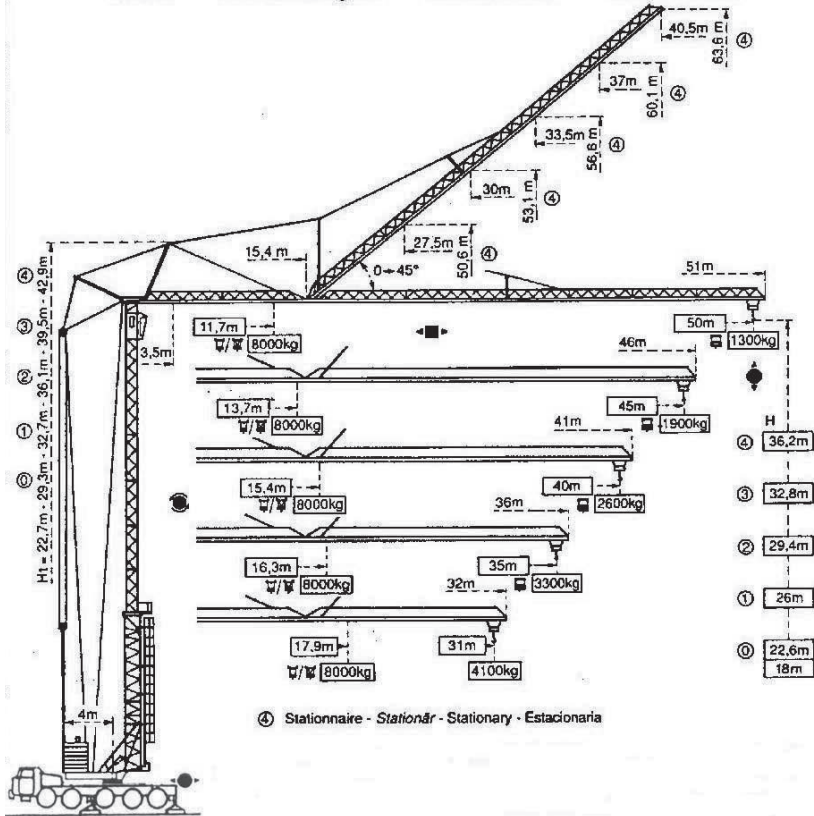 40,5m
63,6 m
④
37m
60,1 m
④
33,5m
56,6 m
④
30m
53,1 m
④
27,5m
50,6 m
④
15,4 m
0→45°
51m
④
③
②
①
⓪
Ht = 22,7m - 29,3m - 32,7m - 36,1m - 39,5m - 42,9m
3,5m
11,7m
8000kg
50m
1300kg
46m
13,7m
8000kg
45m
1900kg
41m
15,4m
8000kg
40m
2600kg
36m
16,3m
8000kg
35m
3300kg
32m
17,9m
8000kg
31m
4100kg
H
④ 36,2m
③ 32,8m
② 29,4m
① 26m
⓪ 22,6m
18m
4m
④ Stationnaire - Stationär - Stationary - Estacionaria